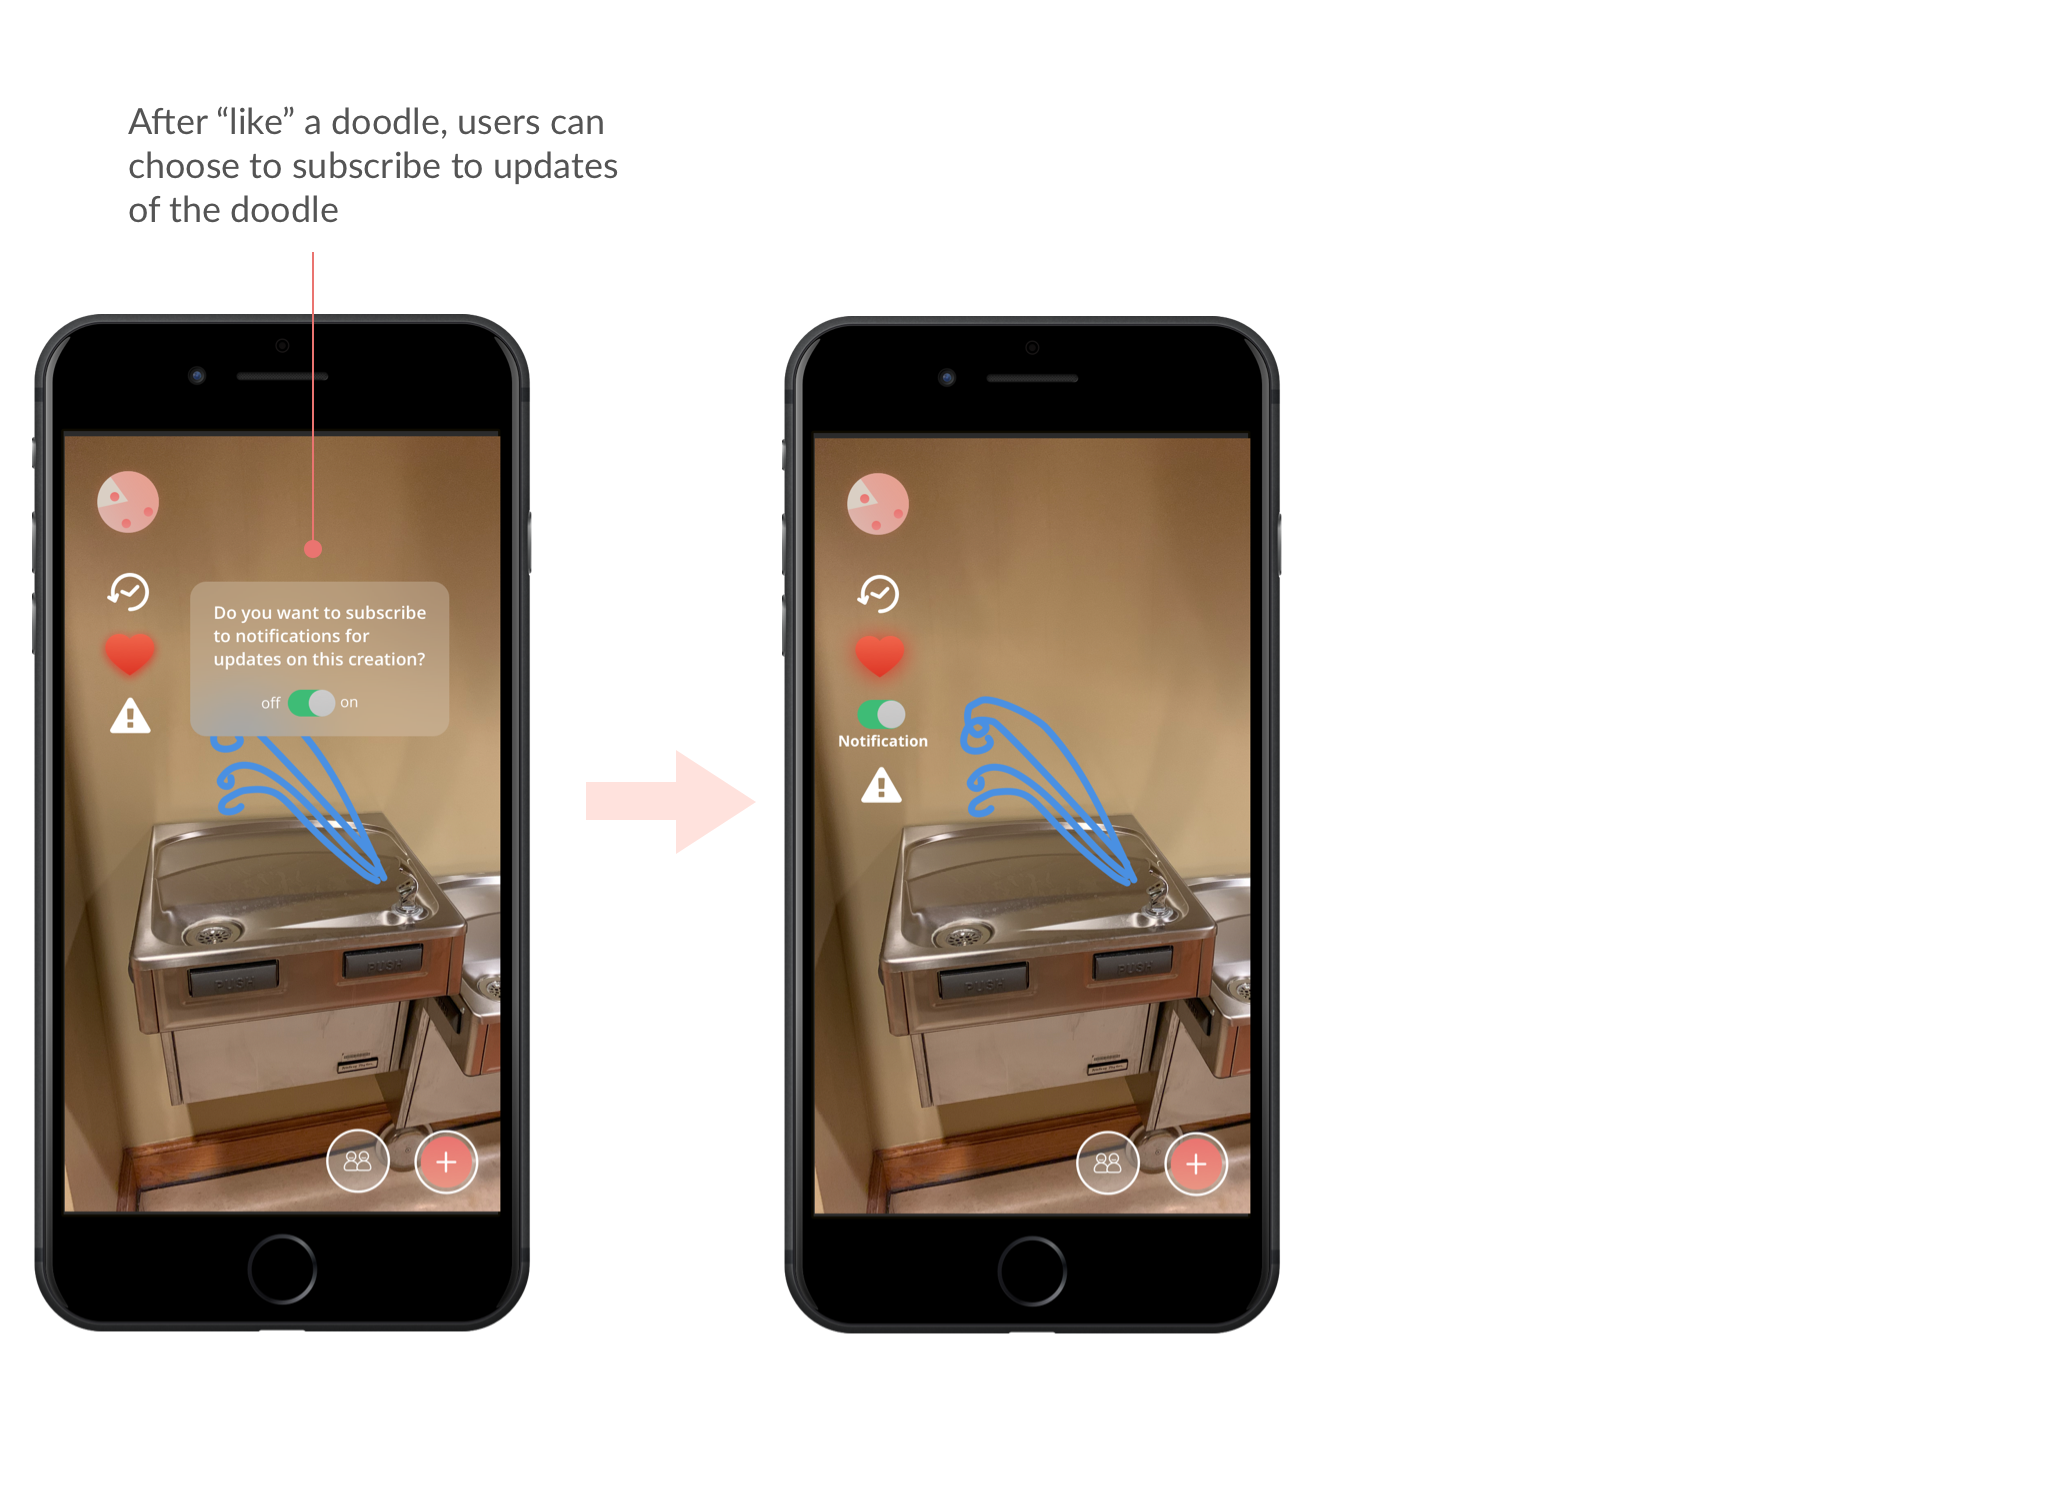 After “like” a doodle, users can
choose to subscribe to updates
of the doodle
Do you want to subscribe
to notifications for
updates on this creation?
off on
PUSH PUSH
Notification
PUSH PUSH